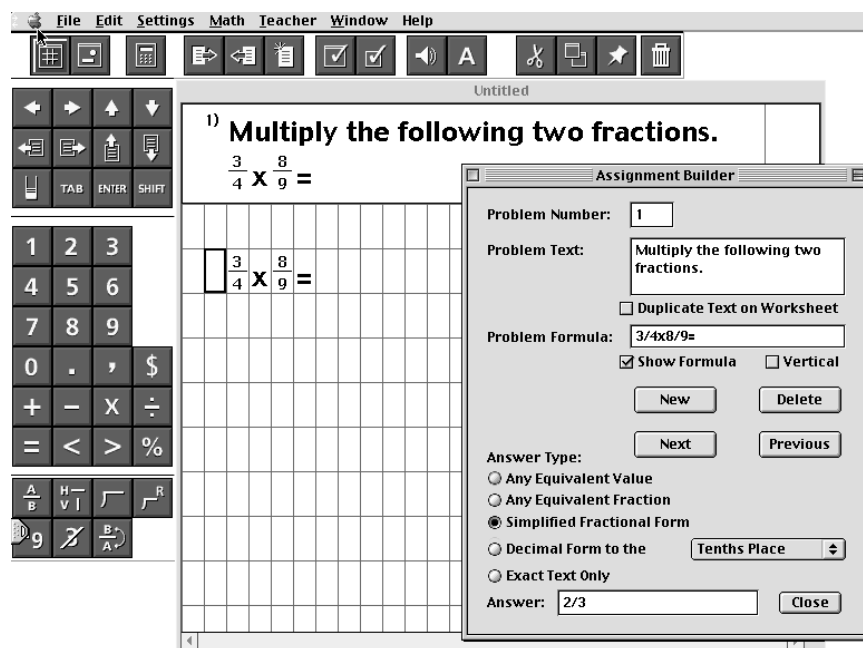 File Edit Settings Math Teacher Window Help
A
Untitled
1) Multiply the following two fractions.
3/4 x 8/9 =
3/4 x 8/9 =
TAB ENTER SHIFT
1 2 3
4 5 6
7 8 9
0 . , $
+ − X ÷
= < > %
A/B H V R
9 3 B/A
Assignment Builder
Problem Number: 1
Problem Text: Multiply the following two
fractions.
Duplicate Text on Worksheet
Problem Formula: 3/4x8/9=
Show Formula Vertical
New Delete
Next Previous
Answer Type:
Any Equivalent Value
Any Equivalent Fraction
Simplified Fractional Form
Decimal Form to the Tenths Place
Exact Text Only
Answer: 2/3 Close